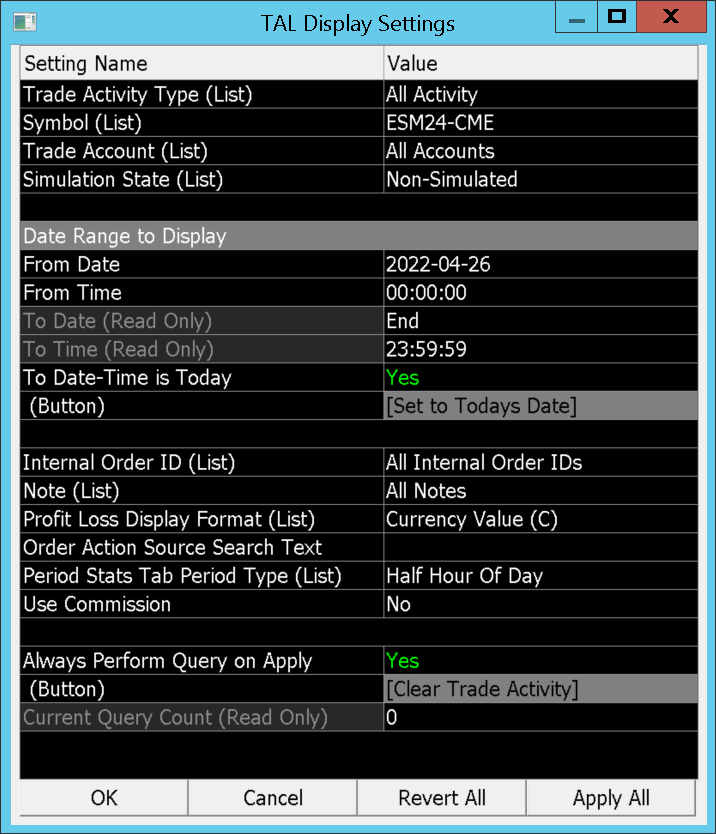 TAL Display Settings
Setting Name Value
Trade Activity Type (List) All Activity
Symbol (List) ESM24-CME
Trade Account (List) All Accounts
Simulation State (List) Non-Simulated
Date Range to Display
From Date 2022-04-26
From Time 00:00:00
To Date (Read Only) End
To Time (Read Only) 23:59:59
To Date-Time is Today Yes
(Button) [Set to Todays Date]
Internal Order ID (List) All Internal Order IDs
Note (List) All Notes
Profit Loss Display Format (List) Currency Value (C)
Order Action Source Search Text
Period Stats Tab Period Type (List) Half Hour Of Day
Use Commission No
Always Perform Query on Apply Yes
(Button) [Clear Trade Activity]
Current Query Count (Read Only) 0
OK Cancel Revert All Apply All